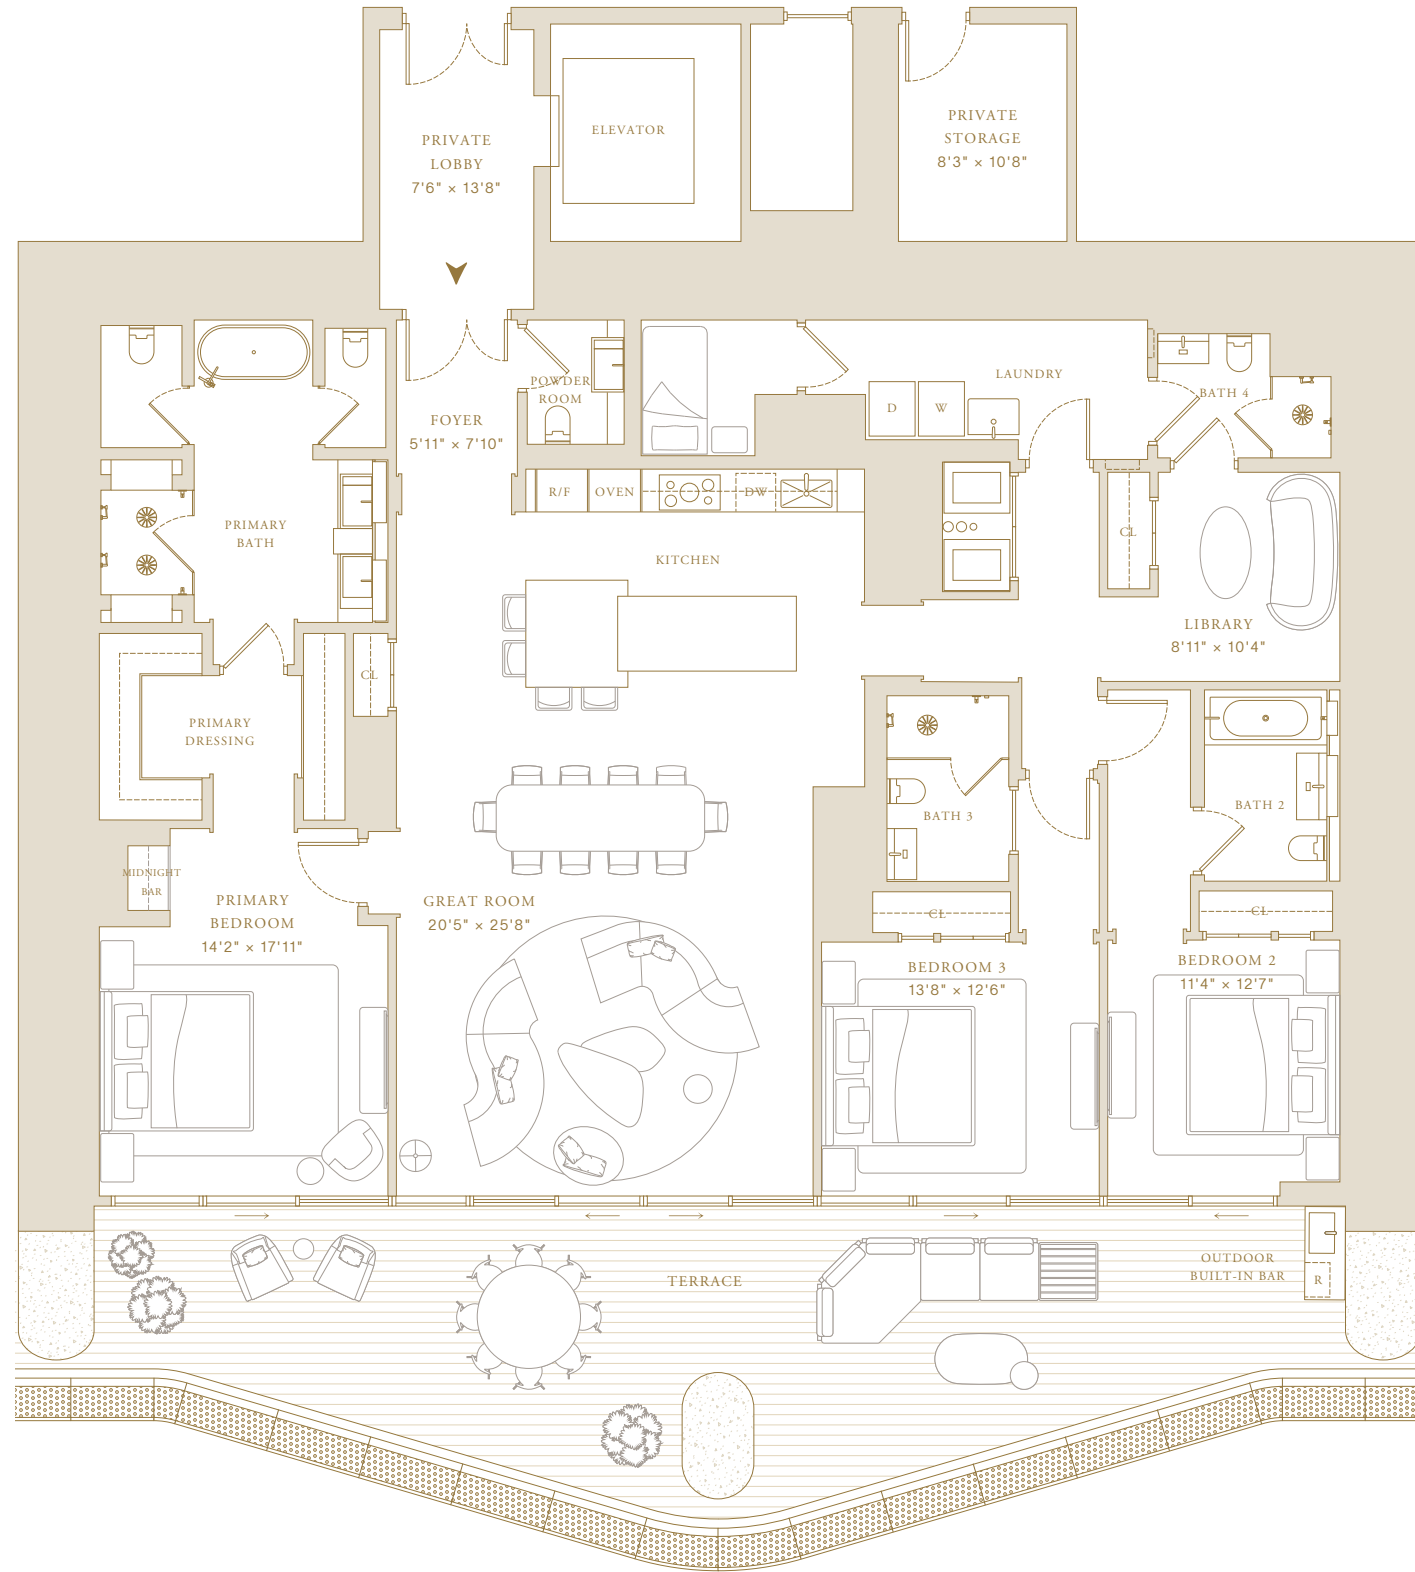 PRIVATE
LOBBY
7'6" × 13'8"
ELEVATOR
PRIVATE
STORAGE
8'3" × 10'8"
POWDER
ROOM
FOYER
5'11" × 7'10"
LAUNDRY
D
W
BATH 4
R/F
OVEN
DW
KITCHEN
PRIMARY
BATH
CL
LIBRARY
8'11" × 10'4"
CL
PRIMARY
DRESSING
BATH 3
BATH 2
MIDNIGHT
BAR
PRIMARY
BEDROOM
14'2" × 17'11"
GREAT ROOM
20'5" × 25'8"
CL
CL
BEDROOM 3
13'8" × 12'6"
BEDROOM 2
11'4" × 12'7"
TERRACE
OUTDOOR
BUILT-IN BAR
R